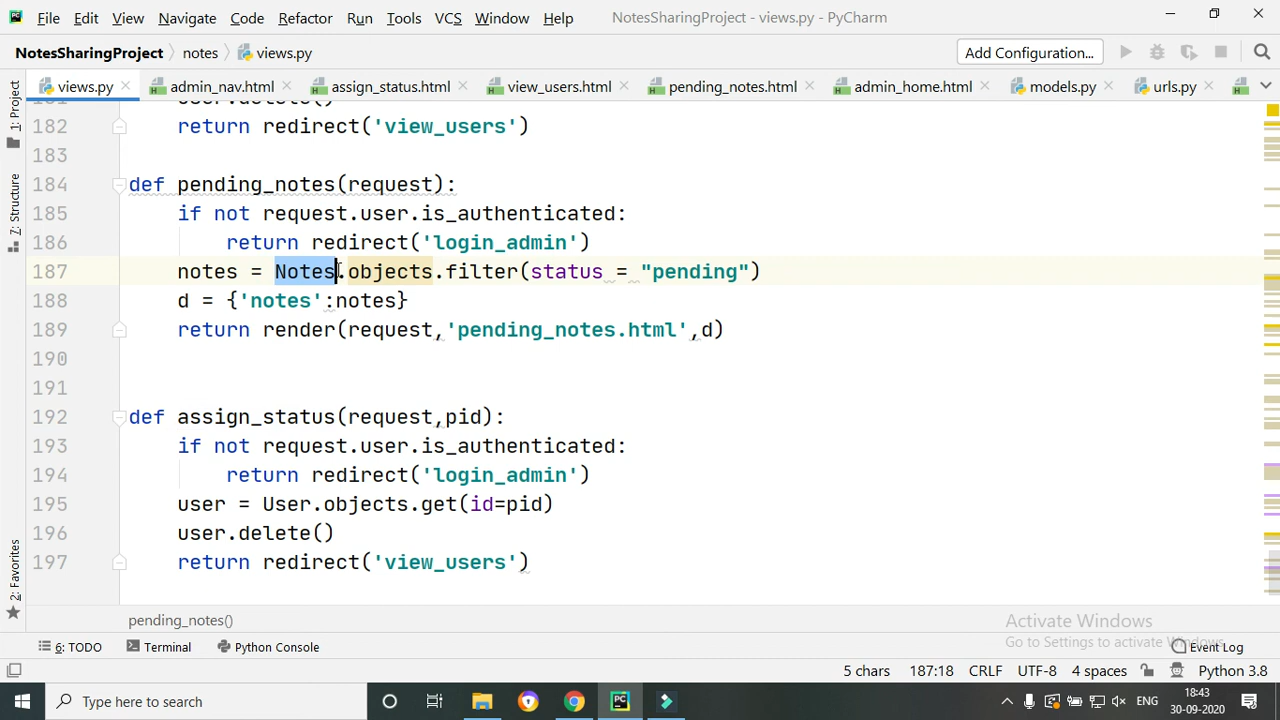 File Edit View Navigate Code Refactor Run Tools VCS Window Help NotesSharingProject - views.py - PyCharm
NotesSharingProject notes views.py Add Configuration...
views.py admin_nav.html assign_status.html view_users.html pending_notes.html admin_home.html models.py urls.py
1: Project
Z: Structure
2: Favorites
181 user.delete()
182 return redirect('view_users')
183
184 def pending_notes(request):
185 if not request.user.is_authenticated:
186 return redirect('login_admin')
187 notes = Notes.objects.filter(status = "pending")
188 d = {'notes':notes}
189 return render(request,'pending_notes.html',d)
190
191
192 def assign_status(request,pid):
193 if not request.user.is_authenticated:
194 return redirect('login_admin')
195 user = User.objects.get(id=pid)
196 user.delete()
197 return redirect('view_users')
pending_notes()
Activate Windows
Go to Settings to activate Windows.
6: TODO Terminal Python Console Event Log
5 chars 187:18 CRLF UTF-8 4 spaces Python 3.8
Type here to search ENG 18:43
30-09-2020